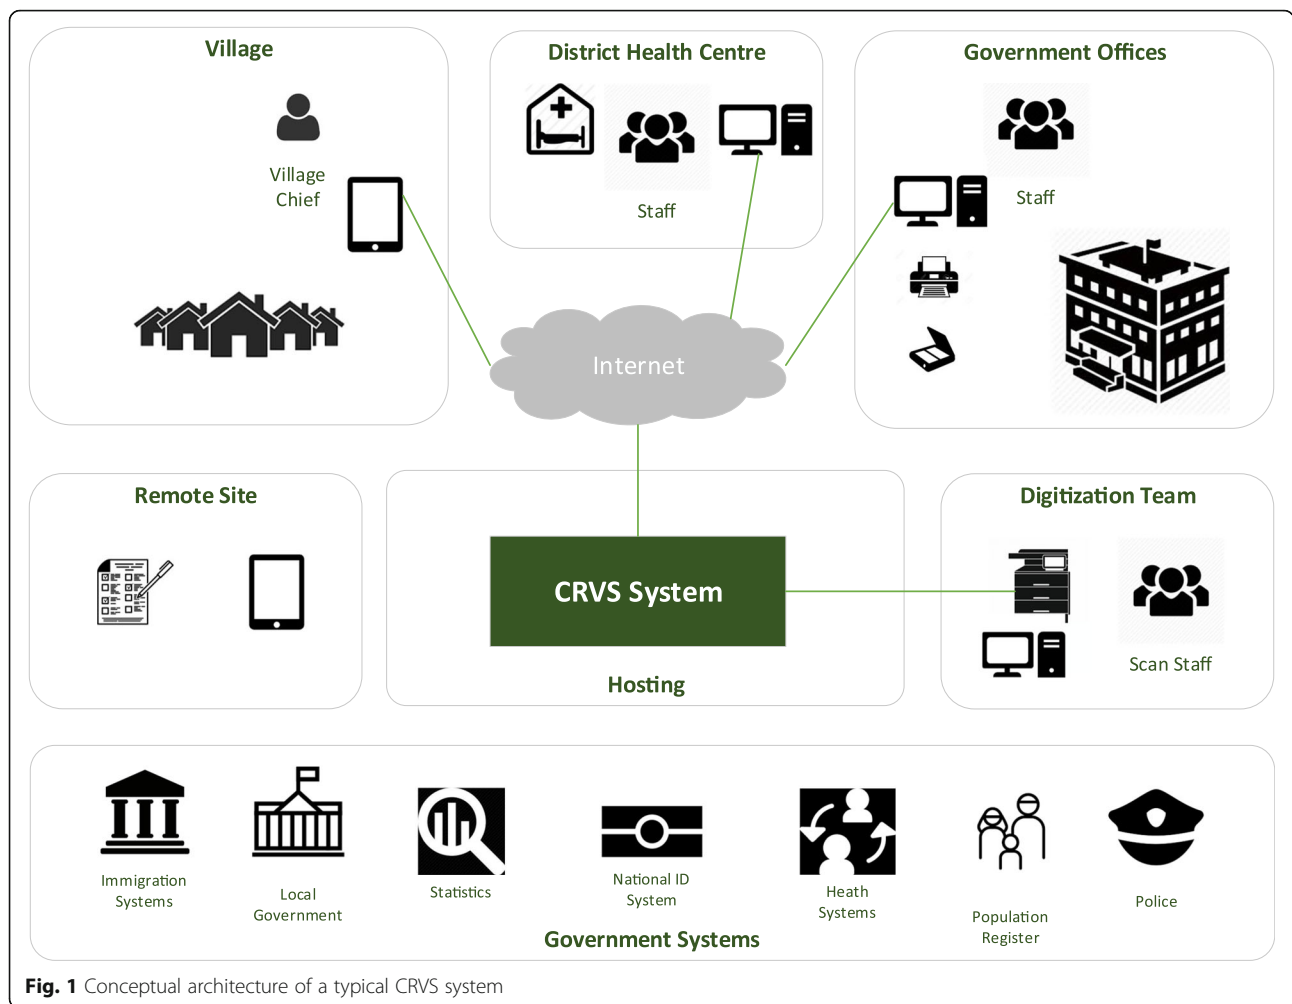 Village
District Health Centre
Government Offices
Village
Chief
Staff
Staff
Internet
Remote Site
Digitization Team
CRVS System
Scan Staff
Hosting
Immigration
Systems
Local
Government
Statistics
National ID
System
Heath
Systems
Population
Register
Police
Government Systems
Fig. 1 Conceptual architecture of a typical CRVS system